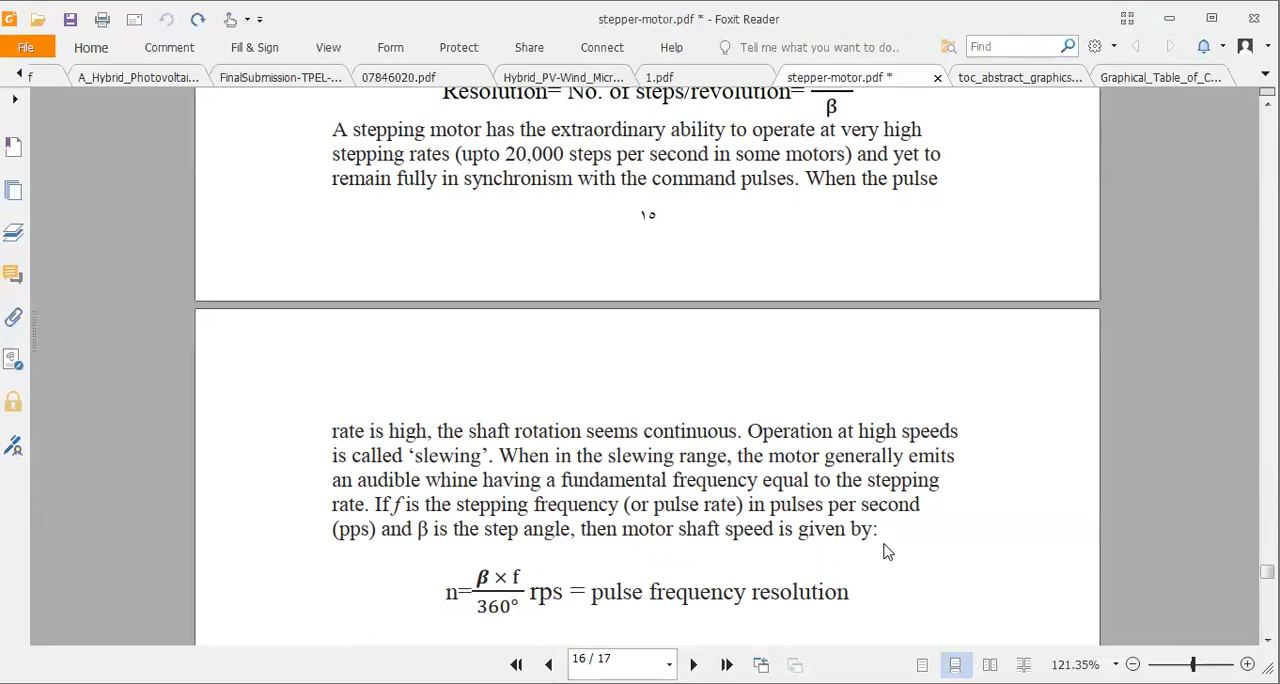 stepper-motor.pdf * - Foxit Reader
File Home Comment Fill & Sign View Form Protect Share Connect Help Tell me what you want to do.. Find
f A_Hybrid_Photovoltai... FinalSubmission-TPEL-... 07846020.pdf Hybrid_PV-Wind_Micr... 1.pdf stepper-motor.pdf * toc_abstract_graphics... Graphical_Table_of_C...
Resolution= No. of steps/revolution=
β
A stepping motor has the extraordinary ability to operate at very high
stepping rates (upto 20,000 steps per second in some motors) and yet to
remain fully in synchronism with the command pulses. When the pulse
١٥
rate is high, the shaft rotation seems continuous. Operation at high speeds
is called ‘slewing’. When in the slewing range, the motor generally emits
an audible whine having a fundamental frequency equal to the stepping
rate. If f is the stepping frequency (or pulse rate) in pulses per second
(pps) and β is the step angle, then motor shaft speed is given by:
β × f
n= rps = pulse frequency resolution
360°
16 / 17 121.35%